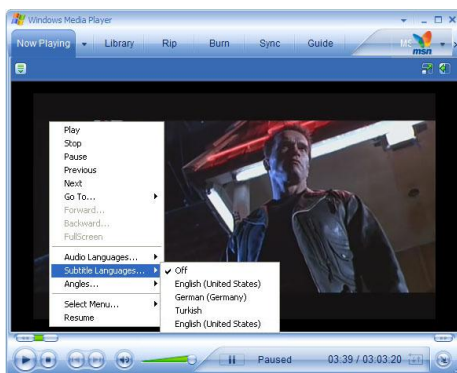 Windows Media Player
Now Playing Library Rip Burn Sync Guide
msn
Play
Stop
Pause
Previous
Next
Go To...
Forward...
Backward...
FullScreen
Audio Languages...
Subtitle Languages...
Angles...
Select Menu...
Resume
Off
English (United States)
German (Germany)
Turkish
English (United States)
Paused 03:39 / 03:03:20